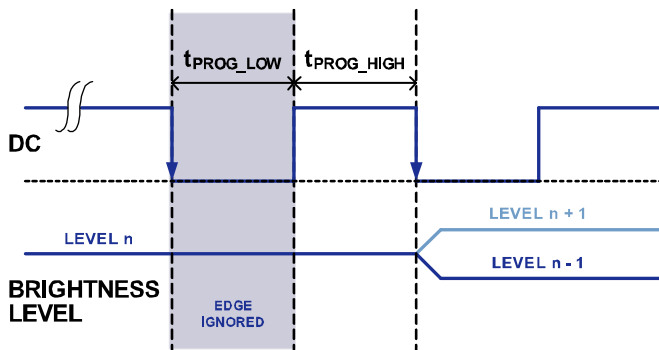 tPROG_LOW
tPROG_HIGH
DC
LEVEL n + 1
LEVEL n
LEVEL n - 1
BRIGHTNESS
LEVEL
EDGE
IGNORED